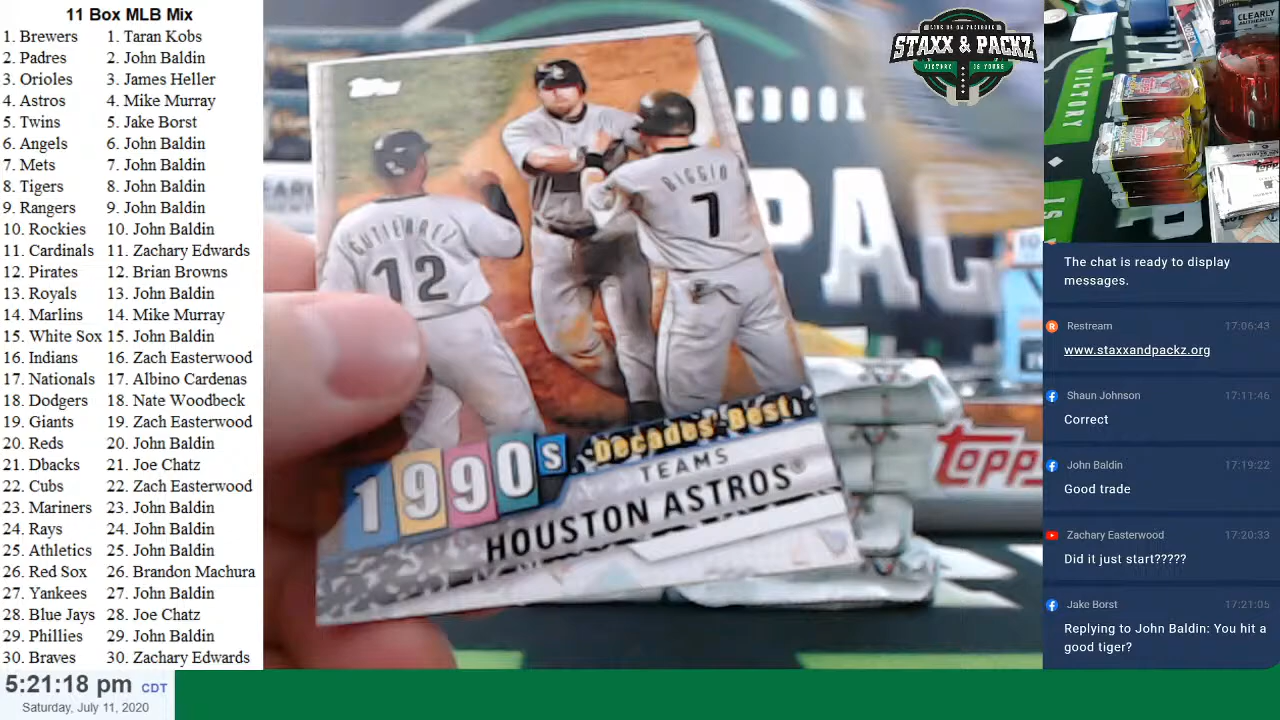 11 Box MLB Mix
1. Brewers 1. Taran Kobs
2. Padres 2. John Baldin
3. Orioles 3. James Heller
4. Astros 4. Mike Murray
5. Twins 5. Jake Borst
6. Angels 6. John Baldin
7. Mets 7. John Baldin
8. Tigers 8. John Baldin
9. Rangers 9. John Baldin
10. Rockies 10. John Baldin
11. Cardinals 11. Zachary Edwards
12. Pirates 12. Brian Browns
13. Royals 13. John Baldin
14. Marlins 14. Mike Murray
15. White Sox 15. John Baldin
16. Indians 16. Zach Easterwood
17. Nationals 17. Albino Cardenas
18. Dodgers 18. Nate Woodbeck
19. Giants 19. Zach Easterwood
20. Reds 20. John Baldin
21. Dbacks 21. Joe Chatz
22. Cubs 22. Zach Easterwood
23. Mariners 23. John Baldin
24. Rays 24. John Baldin
25. Athletics 25. John Baldin
26. Red Sox 26. Brandon Machura
27. Yankees 27. John Baldin
28. Blue Jays 28. Joe Chatz
29. Phillies 29. John Baldin
30. Braves 30. Zachary Edwards
5:21:18 pm CDT
Saturday, July 11, 2020
Topps
GUTIERREZ
12
BIGGIO
7
1990s Decades' Best
TEAMS
HOUSTON ASTROS®
EBOOK
PAC
Topps
STAXX & PACKZ
VICTORY IS YOURS
CLEARLY
VICTORY
IS
The chat is ready to display
messages.
Restream 17:06:43
www.staxxandpackz.org
Shaun Johnson 17:11:46
Correct
John Baldin 17:19:22
Good trade
Zachary Easterwood 17:20:33
Did it just start?????
Jake Borst 17:21:05
Replying to John Baldin: You hit a
good tiger?